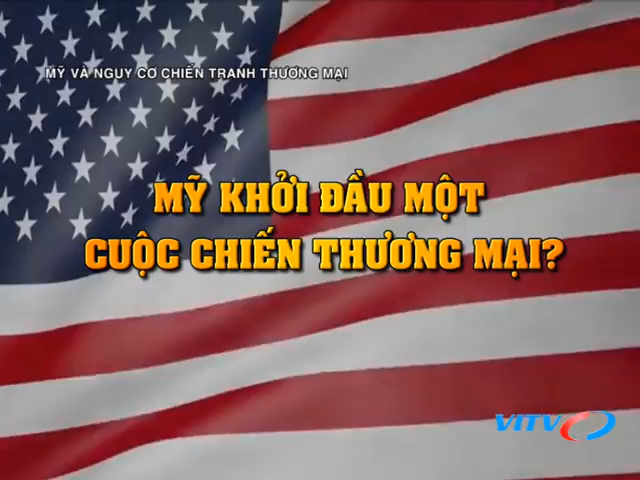 MỸ VÀ NGUY CƠ CHIẾN TRANH THƯƠNG MẠI
MỸ KHỞI ĐẦU MỘT
CUỘC CHIẾN THƯƠNG MẠI?
VITV